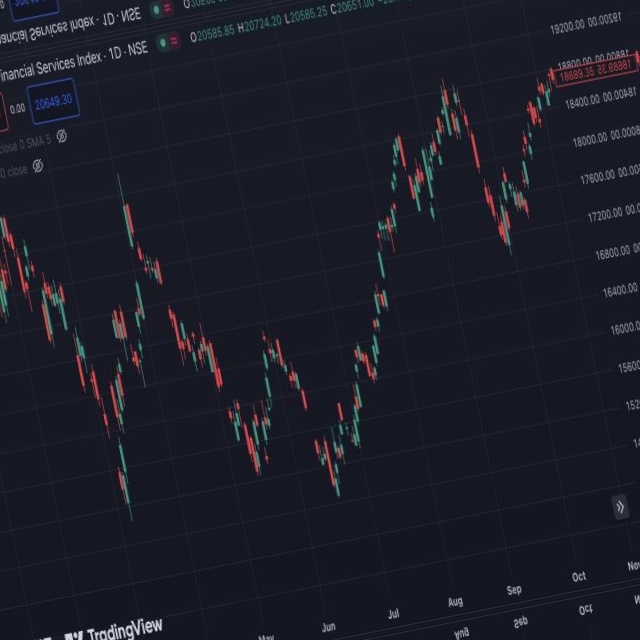 Financial Services Index · 1D · NSE
O20585.85 H20724.20 L20585.25 C20651.00
0.00
20649.30
close 0 SMA 5
0 close
19200.00
18800.00
18689.35
18400.00
18000.00
17600.00
17200.00
16800.00
16400.00
16000.00
TradingView
May Jun Jul Aug Sep Oct Nov